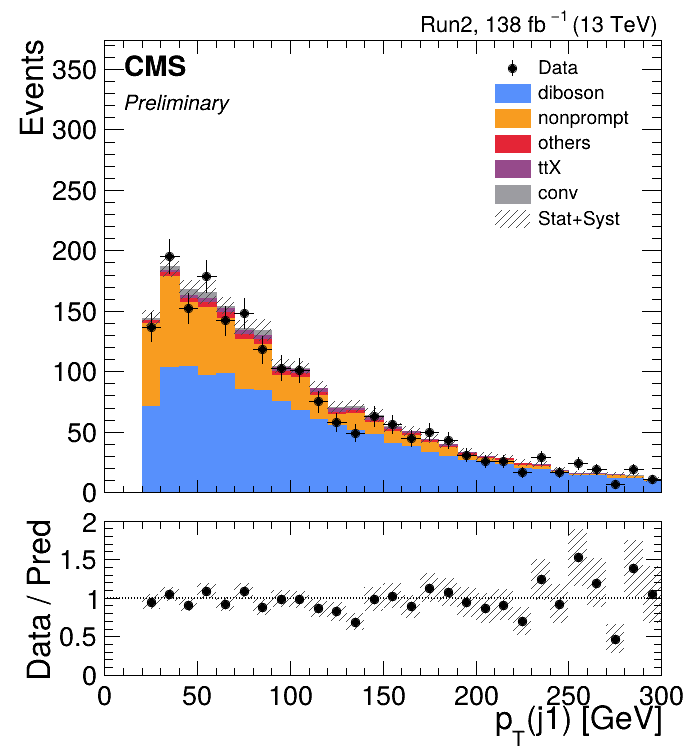 Run2, 138 fb⁻¹ (13 TeV)
Events
350
300
250
200
150
100
50
0
CMS
Preliminary
Data
diboson
nonprompt
others
ttX
conv
Stat+Syst
Data / Pred
2
1.5
1
0.5
0
0 50 100 150 200 250 300
p_T(j1) [GeV]